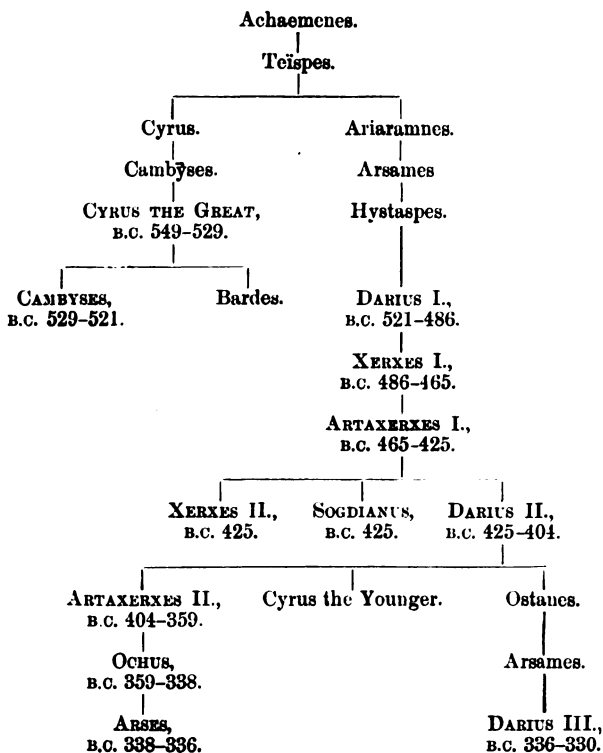 Achaemenes.
Teïspes.
Cyrus. Ariaramnes.
Cambȳses. Arsames
CYRUS THE GREAT, Hystaspes.
B.C. 549–529.
CAMBYSES, Bardes. DARIUS I.,
B.C. 529–521. B.C. 521–486.
XERXES I.,
B.C. 486–465.
ARTAXERXES I.,
B.C. 465–425.
XERXES II., SOGDIANUS, DARIUS II.,
B.C. 425. B.C. 425. B.C. 425–404.
ARTAXERXES II., Cyrus the Younger. Ostanes.
B.C. 404–359.
OCHUS, Arsames.
B.C. 359–338.
ARSES, DARIUS III.,
B.C. 338–336. B.C. 336–330.